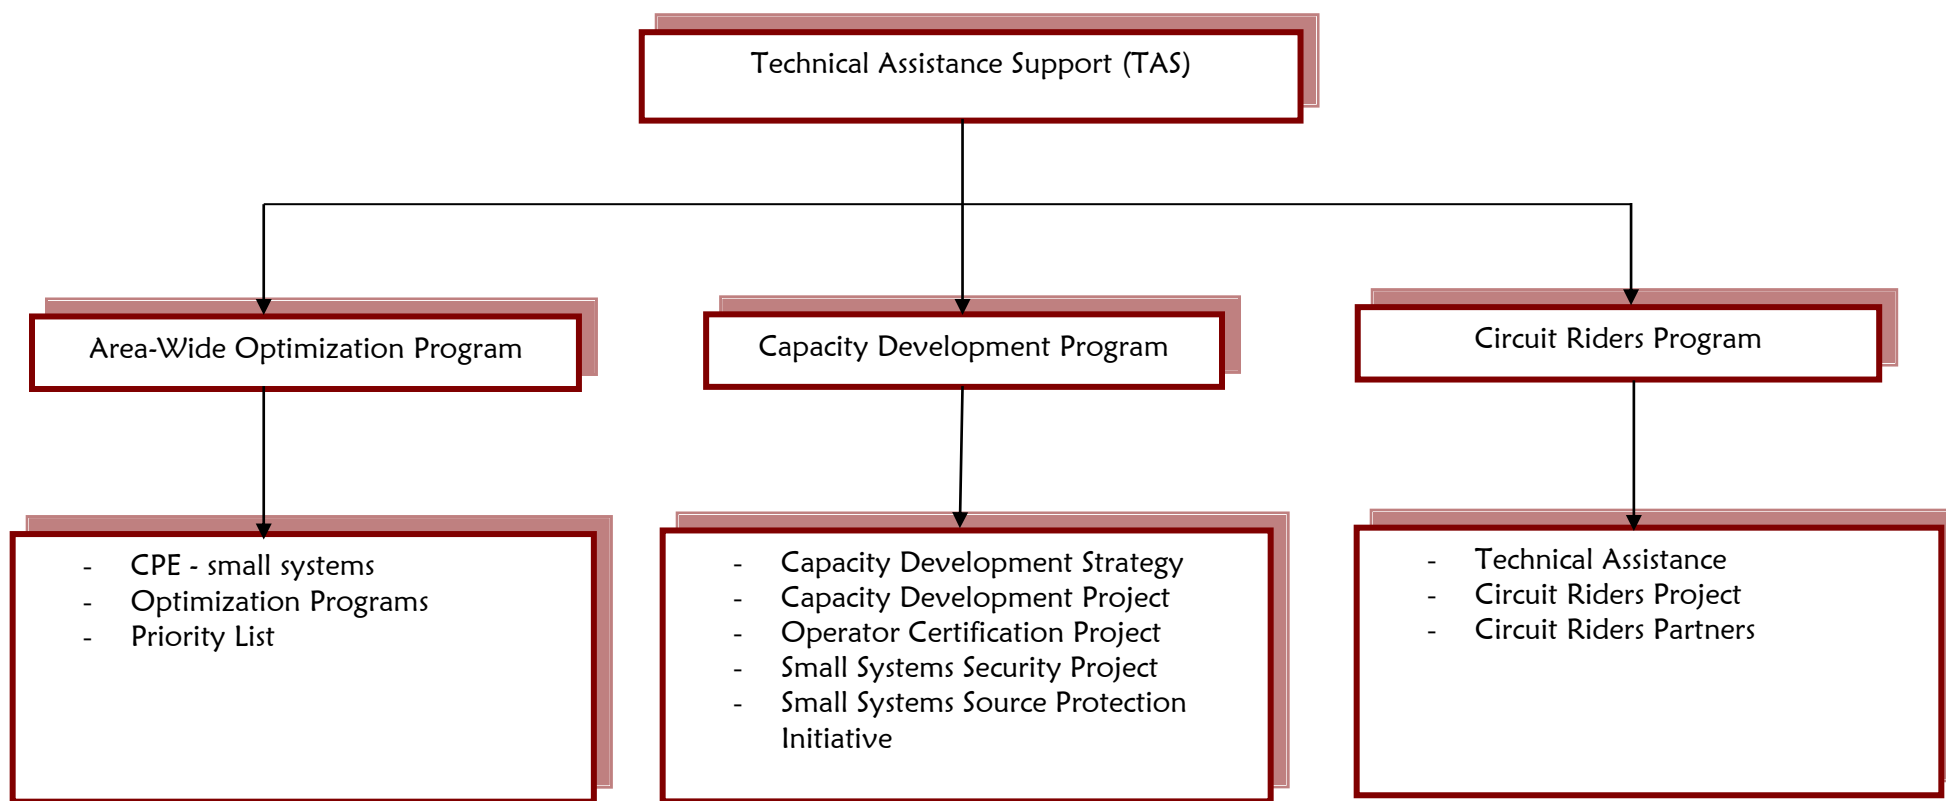 Technical Assistance Support (TAS)
Area-Wide Optimization Program
Capacity Development Program
Circuit Riders Program
- CPE - small systems
- Optimization Programs
- Priority List
- Capacity Development Strategy
- Capacity Development Project
- Operator Certification Project
- Small Systems Security Project
- Small Systems Source Protection
Initiative
- Technical Assistance
- Circuit Riders Project
- Circuit Riders Partners